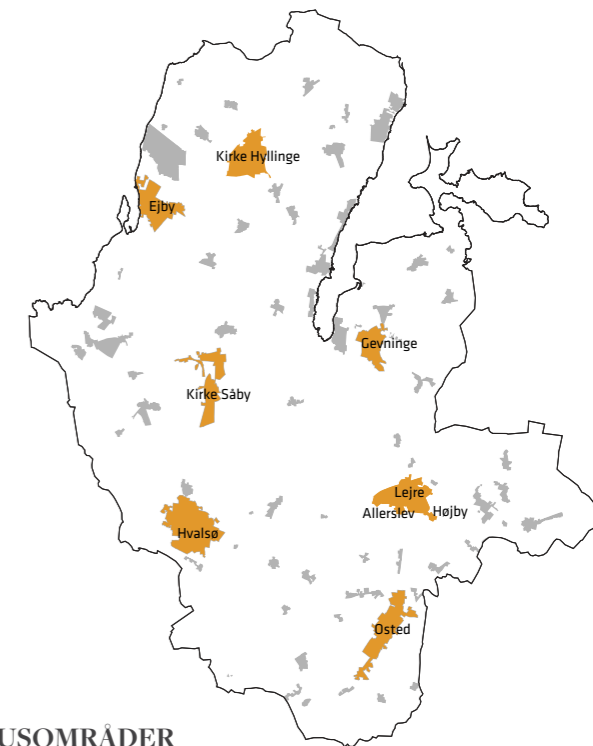 Kirke Hyllinge
Ejby
Gevninge
Kirke Såby
Lejre
Allerslev Højby
Hvalsø
Osted
USOMRÅDER